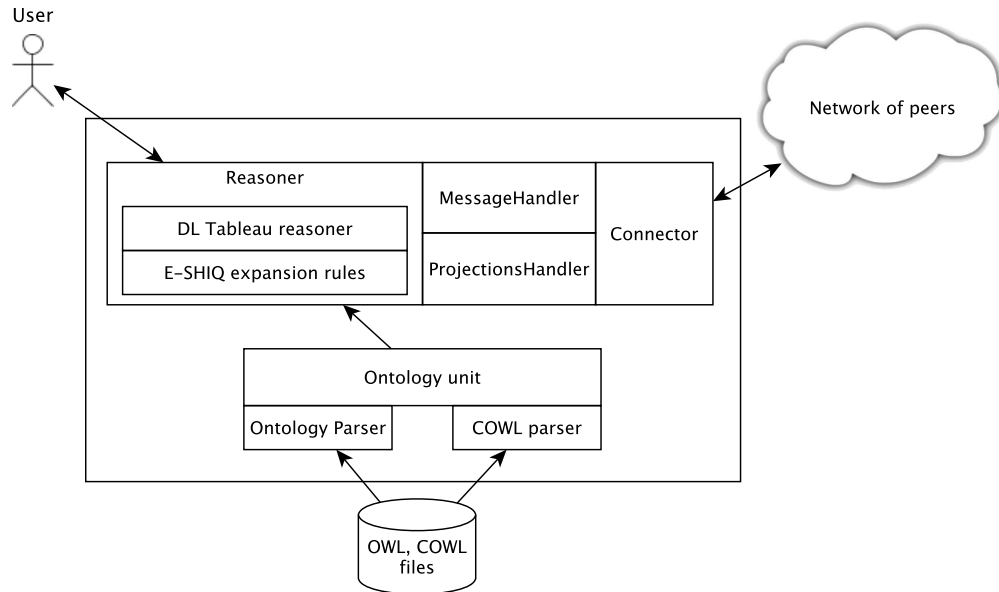 User
Network of peers
Reasoner
MessageHandler
DL Tableau reasoner
Connector
E-SHIQ expansion rules
ProjectionsHandler
Ontology unit
Ontology Parser
COWL parser
OWL, COWL
files